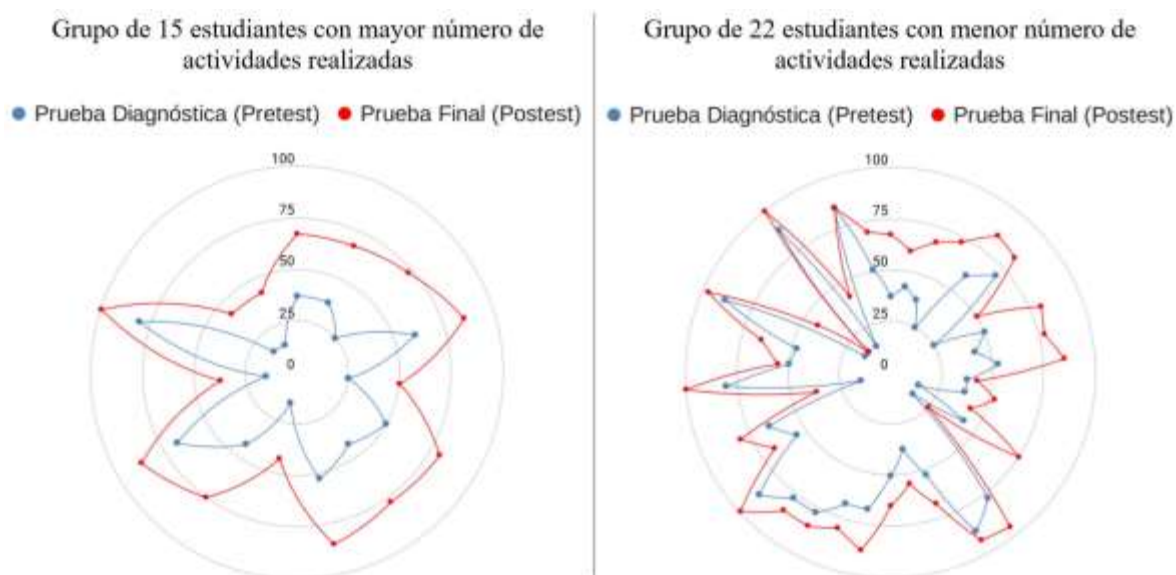 Grupo de 15 estudiantes con mayor número de
actividades realizadas
Prueba Diagnóstica (Pretest)
Prueba Final (Postest)
100
75
50
25
0
Grupo de 22 estudiantes con menor número de
actividades realizadas
Prueba Diagnóstica (Pretest)
Prueba Final (Postest)
100
75
50
25
0